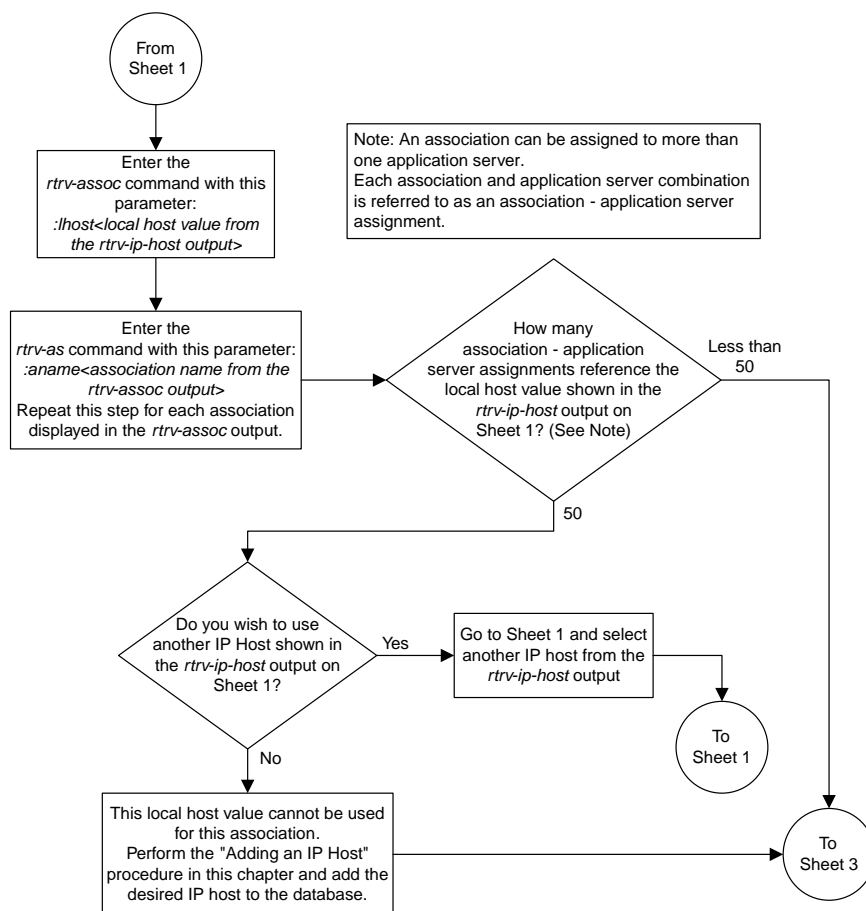 From
Sheet 1
Enter the
rtrv-assoc command with this
parameter:
:lhost<local host value from
the rtrv-ip-host output>
Note: An association can be assigned to more than
one application server.
Each association and application server combination
is referred to as an association - application server
assignment.
Enter the
rtrv-as command with this parameter:
:aname<association name from the
rtrv-assoc output>
Repeat this step for each association
displayed in the rtrv-assoc output.
How many
association - application
server assignments reference the
local host value shown in the
rtrv-ip-host output on
Sheet 1? (See Note)
Less than
50
50
Do you wish to use
another IP Host shown in
the rtrv-ip-host output on
Sheet 1?
Yes
Go to Sheet 1 and select
another IP host from the
rtrv-ip-host output
To
Sheet 1
No
This local host value cannot be used
for this association.
Perform the "Adding an IP Host"
procedure in this chapter and add the
desired IP host to the database.
To
Sheet 3